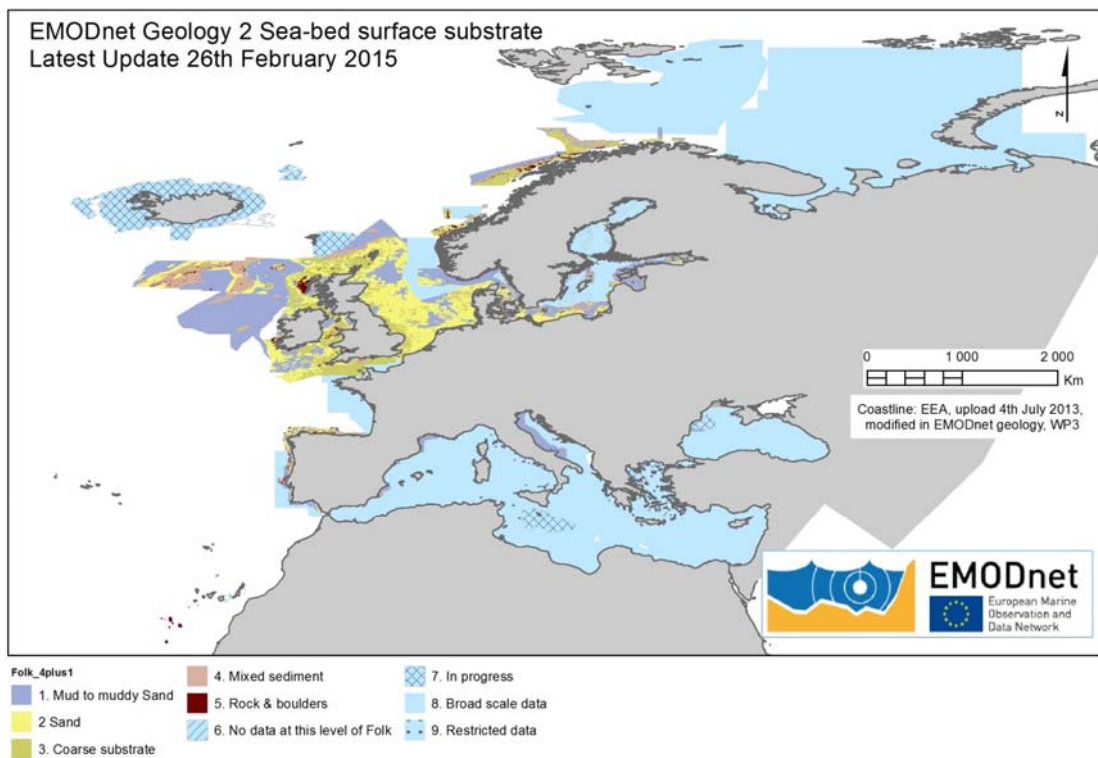 EMODnet Geology 2 Sea-bed surface substrate
Latest Update 26th February 2015
N
0 1 000 2 000
Km
Coastline: EEA, upload 4th July 2013,
modified in EMODnet geology, WP3
EMODnet
European Marine
Observation and
Data Network
Folk_4plus1
1. Mud to muddy Sand
2 Sand
3. Coarse substrate
4. Mixed sediment
5. Rock & boulders
6. No data at this level of Folk
7. In progress
8. Broad scale data
9. Restricted data